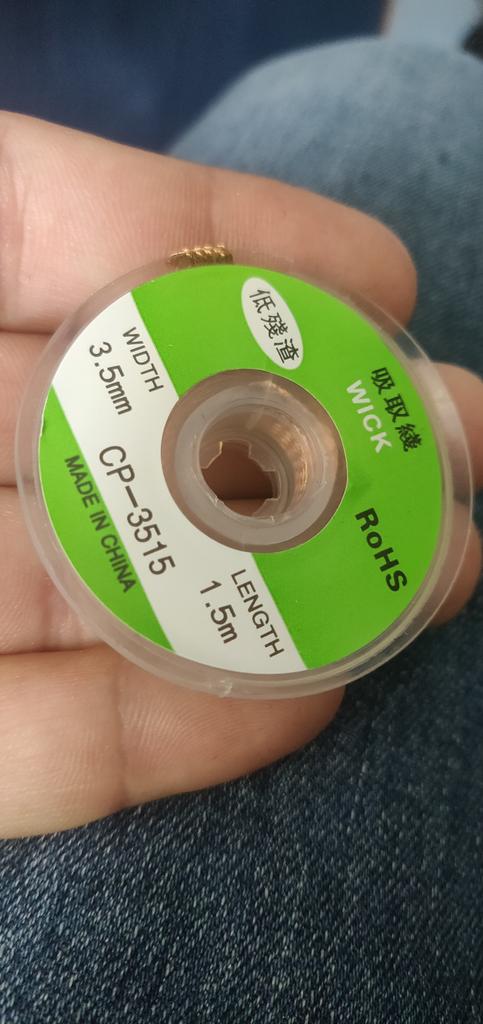 低殘渣
吸取綫
WICK
RoHS
WIDTH
3.5mm
CP-3515
LENGTH
1.5m
MADE IN CHINA